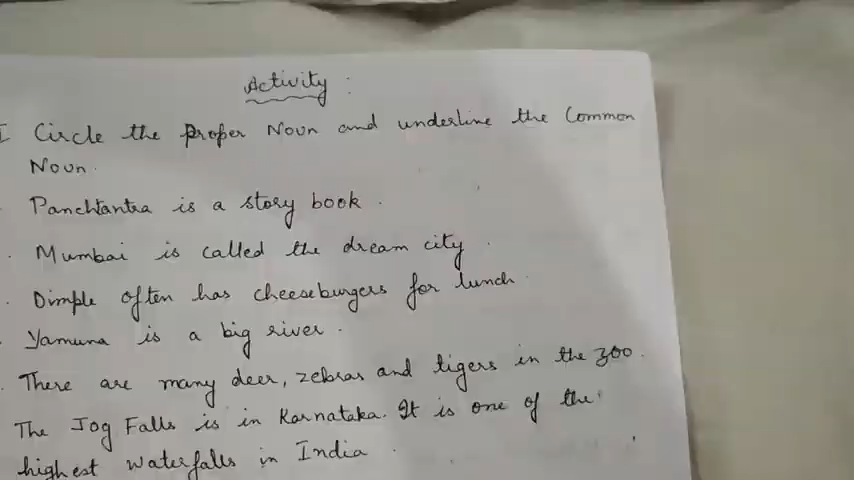 Activity :
I Circle the Proper Noun and underline the Common
Noun.
. Panchtantra is a story book .
. Mumbai is called the dream city .
. Dimple often has cheeseburgers for lunch .
. Yamuna is a big river .
. There are many deer, zebras and tigers in the zoo .
The Jog Falls is in Karnataka. It is one of the
highest waterfalls in India .